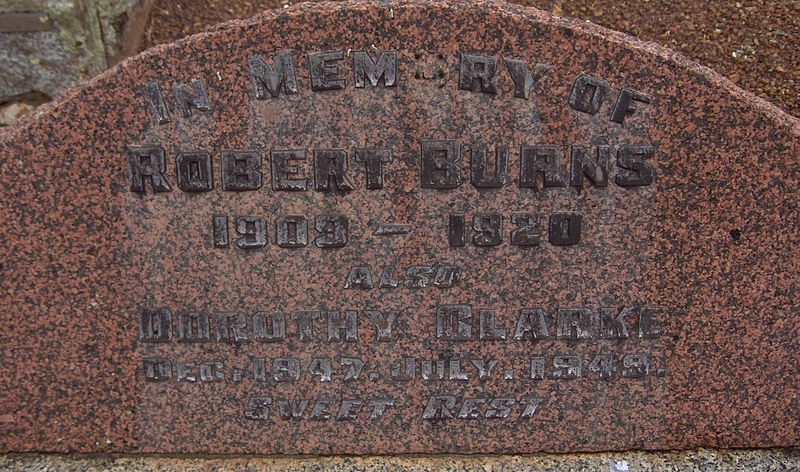 IN MEMORY OF
ROBERT BURNS
1909 - 1920
ALSO
DOROTHY CLARKE
DEC. 1947. JULY. 1949.
SWEET REST